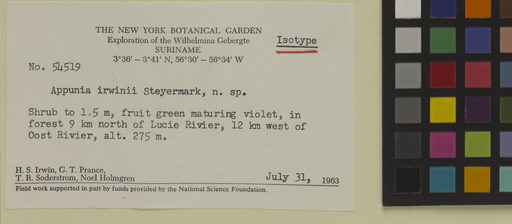 THE NEW YORK BOTANICAL GARDEN
Exploration of the Wilhelmina Gebergte
Isotype
SURINAME
3°36' — 3°41' N, 56°30' — 56°34' W
No. 54519
Appunia irwinii Steyermark, n. sp.
Shrub to 1.5 m, fruit green maturing violet, in
forest 9 km north of Lucie Rivier, 12 km west of
Oost Rivier, alt. 275 m.
H. S. Irwin, G. T. Prance,
T. R. Soderstrom, Noel Holmgren
July 31, 1963
Field work supported in part by funds provided by the National Science Foundation.